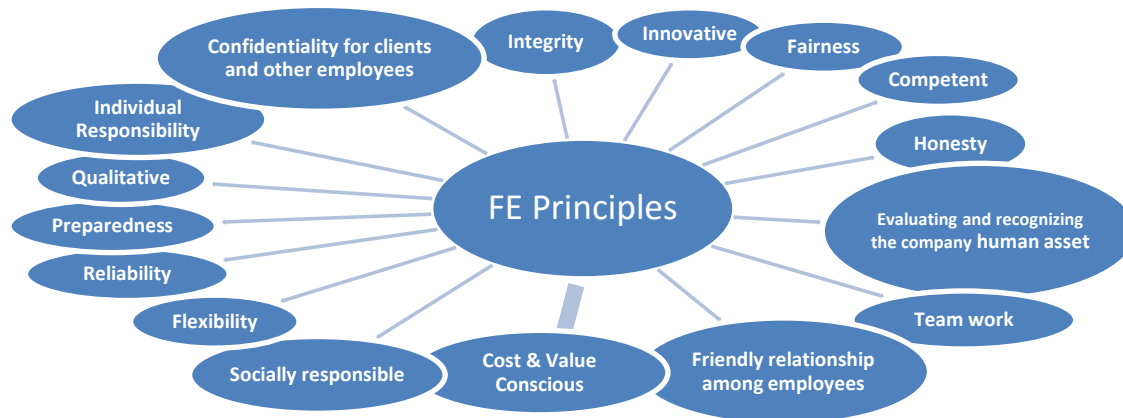 Confidentiality for clients
and other employees
Integrity
Innovative
Fairness
Competent
Individual
Responsibility
Honesty
Qualitative
FE Principles
Evaluating and recognizing
the company human asset
Preparedness
Reliability
Flexibility
Team work
Socially responsible
Cost & Value
Conscious
Friendly relationship
among employees